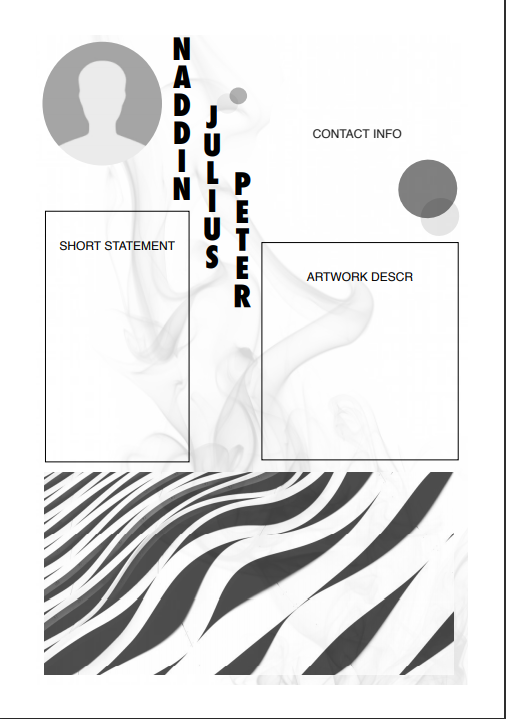 NADDIN
JULIUS
PETER
CONTACT INFO
SHORT STATEMENT
ARTWORK DESCR